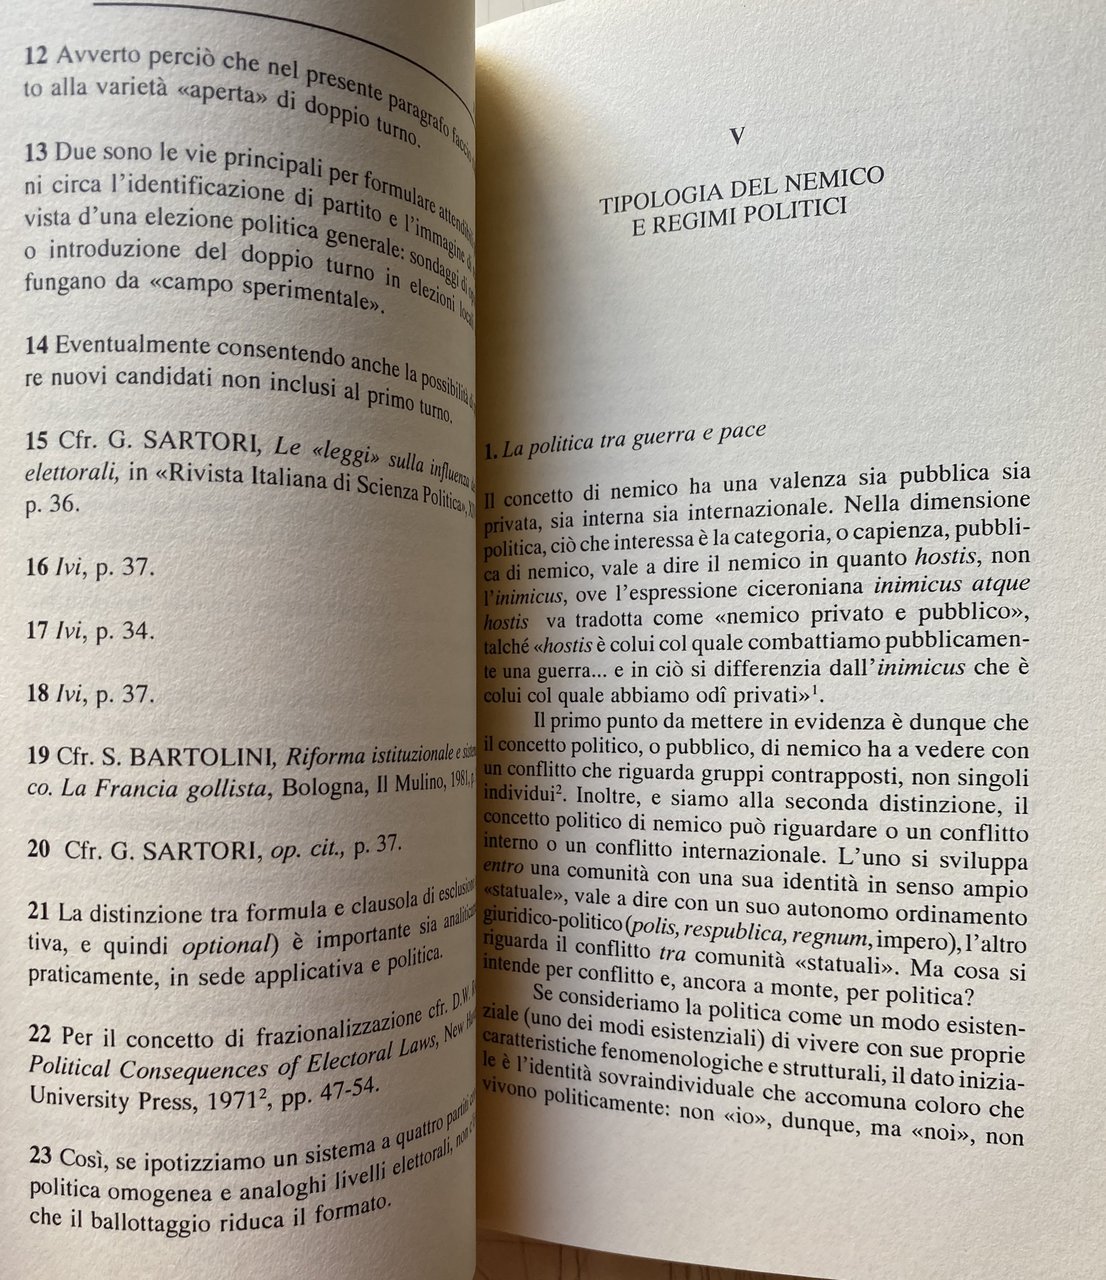 12 Avverto perciò che nel presente paragrafo faccio
to alla varietà «aperta» di doppio turno.
13 Due sono le vie principali per formulare attendibili
ni circa l'identificazione di partito e l'immagine di
vista d'una elezione politica generale: sondaggi di
o introduzione del doppio turno in elezioni locali
fungano da «campo sperimentale».
14 Eventualmente consentendo anche la possibilità di
re nuovi candidati non inclusi al primo turno.
15 Cfr. G. SARTORI, Le «leggi» sulla influenza
elettorali, in «Rivista Italiana di Scienza Politica»,
p. 36.
16 Ivi, p. 37.
17 Ivi, p. 34.
18 Ivi, p. 37.
19 Cfr. S. BARTOLINI, Riforma istituzionale e
co. La Francia gollista, Bologna, Il Mulino, 1981,
20 Cfr. G. SARTORI, op. cit., p. 37.
21 La distinzione tra formula e clausola di
tiva, e quindi optional) è importante sia
praticamente, in sede applicativa e politica.
22 Per il concetto di frazionalizzazione cfr. D.W.
Political Consequences of Electoral Laws, New
University Press, 1971², pp. 47-54.
23 Così, se ipotizziamo un sistema a quattro partiti
politica omogenea e analoghi livelli elettorali, non
che il ballottaggio riduca il formato.
V
TIPOLOGIA DEL NEMICO
E REGIMI POLITICI
1. La politica tra guerra e pace
Il concetto di nemico ha una valenza sia pubblica sia
privata, sia interna sia internazionale. Nella dimensione
politica, ciò che interessa è la categoria, o capienza, pubbli-
ca di nemico, vale a dire il nemico in quanto hostis, non
l'inimicus, ove l'espressione ciceroniana inimicus atque
hostis va tradotta come «nemico privato e pubblico»,
talché «hostis è colui col quale combattiamo pubblicamen-
te una guerra... e in ciò si differenzia dall'inimicus che è
colui col quale abbiamo odî privati»¹.
Il primo punto da mettere in evidenza è dunque che
il concetto politico, o pubblico, di nemico ha a vedere con
un conflitto che riguarda gruppi contrapposti, non singoli
individui². Inoltre, e siamo alla seconda distinzione, il
concetto politico di nemico può riguardare o un conflitto
interno o un conflitto internazionale. L'uno si sviluppa
entro una comunità con una sua identità in senso ampio
«statuale», vale a dire con un suo autonomo ordinamento
giuridico-politico (polis, respublica, regnum, impero), l'altro
riguarda il conflitto tra comunità «statuali». Ma cosa si
intende per conflitto e, ancora a monte, per politica?
Se consideriamo la politica come un modo esisten-
ziale (uno dei modi esistenziali) di vivere con sue proprie
caratteristiche fenomenologiche e strutturali, il dato inizia-
le è l'identità sovraindividuale che accomuna coloro che
vivono politicamente: non «io», dunque, ma «noi», non